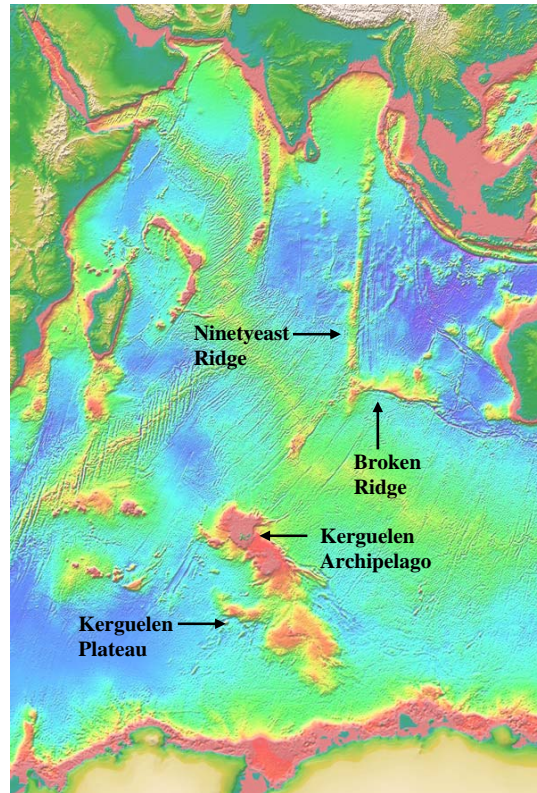 Ninetyeast
Ridge
Broken
Ridge
Kerguelen
Archipelago
Kerguelen
Plateau